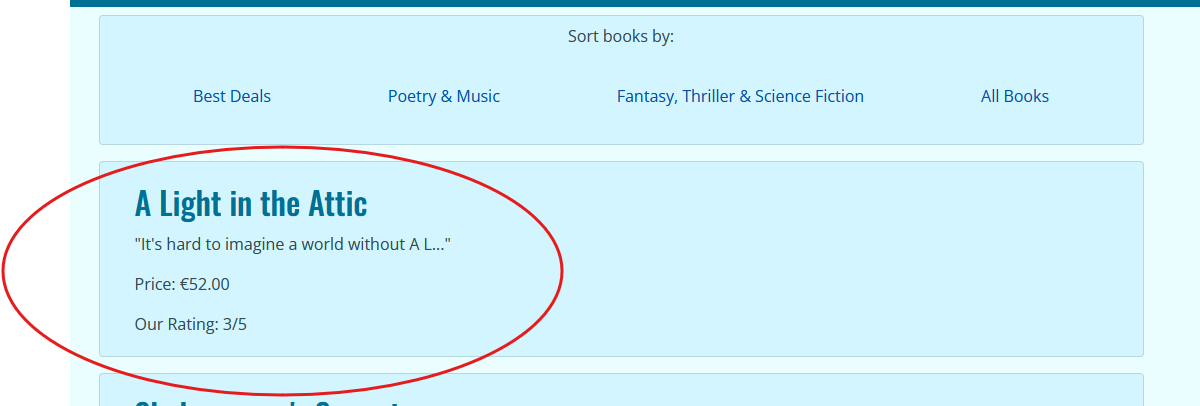 Sort books by:
Best Deals Poetry & Music Fantasy, Thriller & Science Fiction All Books
A Light in the Attic
"It's hard to imagine a world without A L..."
Price: €52.00
Our Rating: 3/5